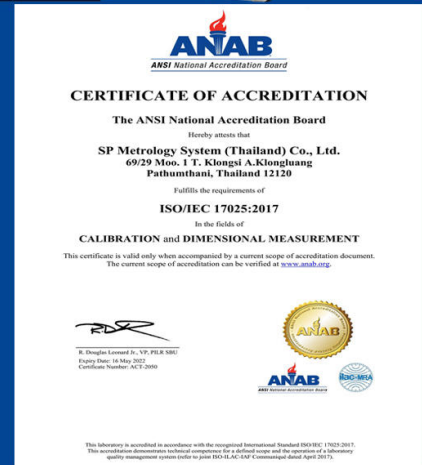 ANAB
ANSI National Accreditation Board
CERTIFICATE OF ACCREDITATION
The ANSI National Accreditation Board
Hereby attests that
SP Metrology System (Thailand) Co., Ltd.
69/29 Moo. 1 T. Klongsi A.Klongluang
Pathumthani, Thailand 12120
Fulfills the requirements of
ISO/IEC 17025:2017
In the fields of
CALIBRATION and DIMENSIONAL MEASUREMENT
This certificate is valid only when accompanied by a current scope of accreditation document.
The current scope of accreditation can be verified at www.anab.org.
R. Douglas Leonard Jr., VP, PILR SBU
Expiry Date: 16 May 2022
Certificate Number: ACT-2050
ANAB
ANAB
ANSI National Accreditation Board
ilac-MRA
This laboratory is accredited in accordance with the recognized International Standard ISO/IEC 17025:2017.
This accreditation demonstrates technical competence for a defined scope and the operation of a laboratory
quality management system (refer to joint ISO-ILAC-IAF Communiqué dated April 2017).